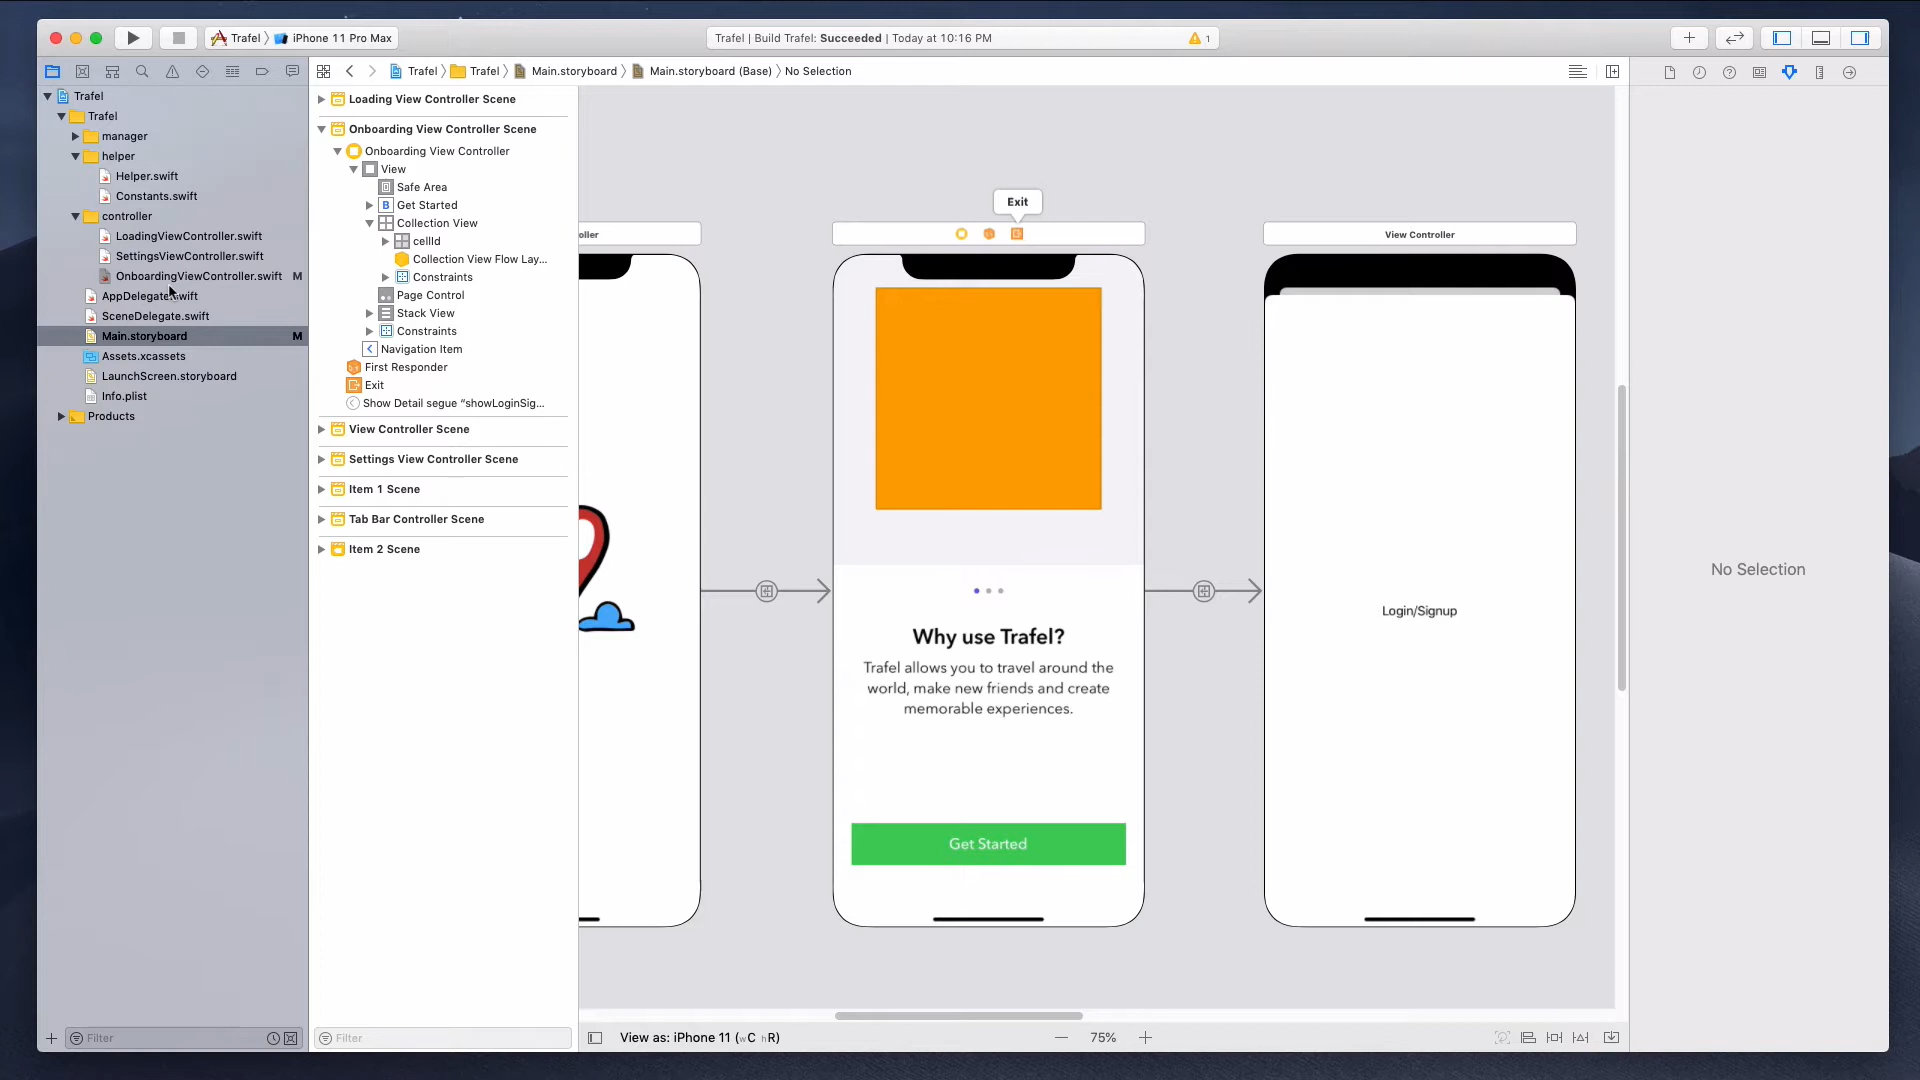 Trafel 〉 iPhone 11 Pro Max
Trafel | Build Trafel: Succeeded | Today at 10:16 PM
1
Trafel 〉 Trafel 〉 Main.storyboard 〉 Main.storyboard (Base) 〉 No Selection
Trafel
Trafel
manager
helper
Helper.swift
Constants.swift
controller
LoadingViewController.swift
SettingsViewController.swift
OnboardingViewController.swift M
AppDelegate.swift
SceneDelegate.swift
Main.storyboard M
Assets.xcassets
LaunchScreen.storyboard
Info.plist
Products
Filter
Loading View Controller Scene
Onboarding View Controller Scene
Onboarding View Controller
View
Safe Area
B Get Started
Collection View
cellId
Collection View Flow Lay...
Constraints
Page Control
Stack View
Constraints
Navigation Item
First Responder
Exit
Show Detail segue “showLoginSig...
View Controller Scene
Settings View Controller Scene
Item 1 Scene
Tab Bar Controller Scene
Item 2 Scene
Filter
oller
Exit
Why use Trafel?
Trafel allows you to travel around the
world, make new friends and create
memorable experiences.
Get Started
View Controller
Login/Signup
View as: iPhone 11 (wC hR)
75%
No Selection